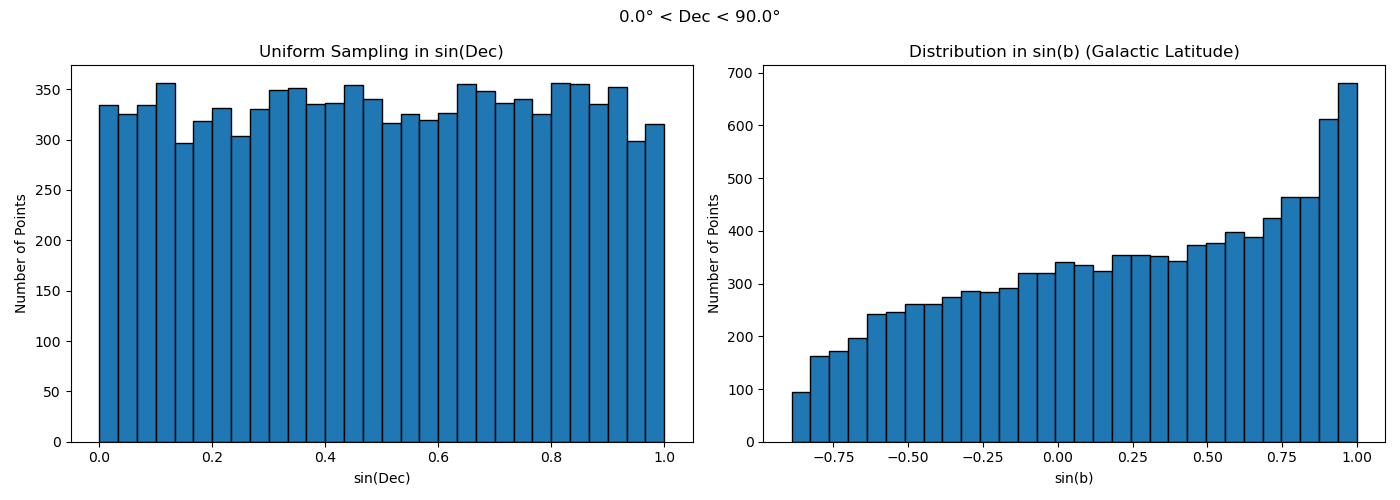 0.0° < Dec < 90.0°
Uniform Sampling in sin(Dec)
Number of Points
350
300
250
200
150
100
50
0
0.0 0.2 0.4 0.6 0.8 1.0
sin(Dec)
Distribution in sin(b) (Galactic Latitude)
Number of Points
700
600
500
400
300
200
100
0
−0.75 −0.50 −0.25 0.00 0.25 0.50 0.75 1.00
sin(b)